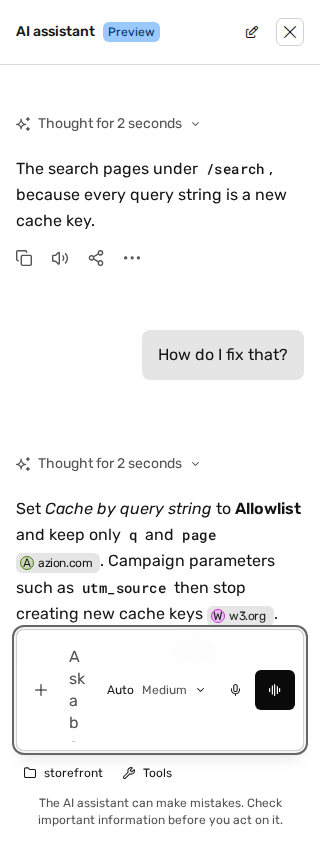 AI assistant Preview
Thought for 2 seconds
The search pages under /search,
because every query string is a new
cache key.
How do I fix that?
Thought for 2 seconds
Set Cache by query string to Allowlist
and keep only q and page
A azion.com. Campaign parameters
such as utm_source then stop
creating new cache keys W w3.org.
A
sk
a
b
Auto Medium
storefront Tools
The AI assistant can make mistakes. Check
important information before you act on it.